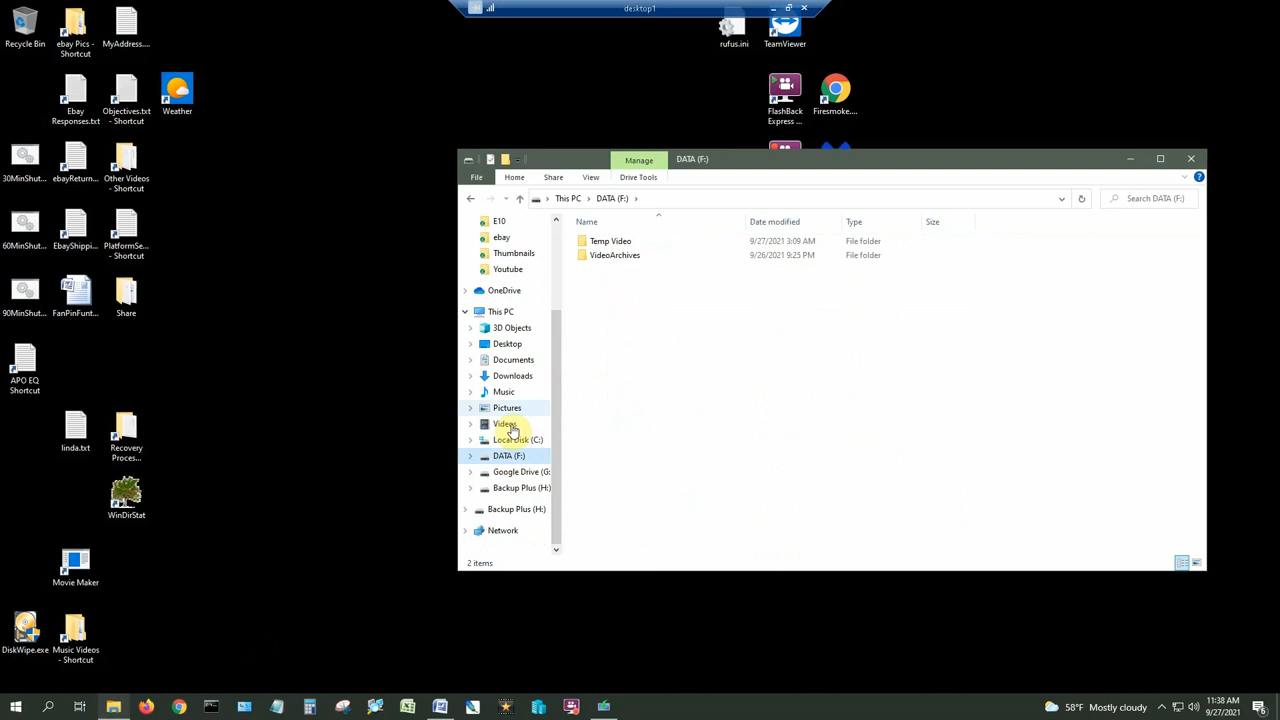 desktop1
Recycle Bin
ebay Pics -
Shortcut
MyAddress....
rufus.ini
TeamViewer
Ebay
Responses.txt
Objectives.txt
- Shortcut
Weather
FlashBack
Express ...
Firesmoke....
30MinShut...
ebayReturn...
Other Videos
- Shortcut
60MinShut...
EbayShippi...
PlatformSe...
- Shortcut
90MinShut...
FanPinFunt...
Share
APO EQ
Shortcut
linda.txt
Recovery
Proces...
WinDirStat
Movie Maker
DiskWipe.exe
Music Videos
- Shortcut
Manage
DATA (F:)
File
Home
Share
View
Drive Tools
This PC
DATA (F:)
Search DATA (F:)
Name
Date modified
Type
Size
Temp Video
9/27/2021 3:09 AM
File folder
VideoArchives
9/26/2021 9:25 PM
File folder
E10
ebay
Thumbnails
Youtube
OneDrive
This PC
3D Objects
Desktop
Documents
Downloads
Music
Pictures
Videos
Local Disk (C:)
DATA (F:)
Google Drive (G:
Backup Plus (H:)
Backup Plus (H:)
Network
2 items
58°F Mostly cloudy
11:38 AM
9/27/2021